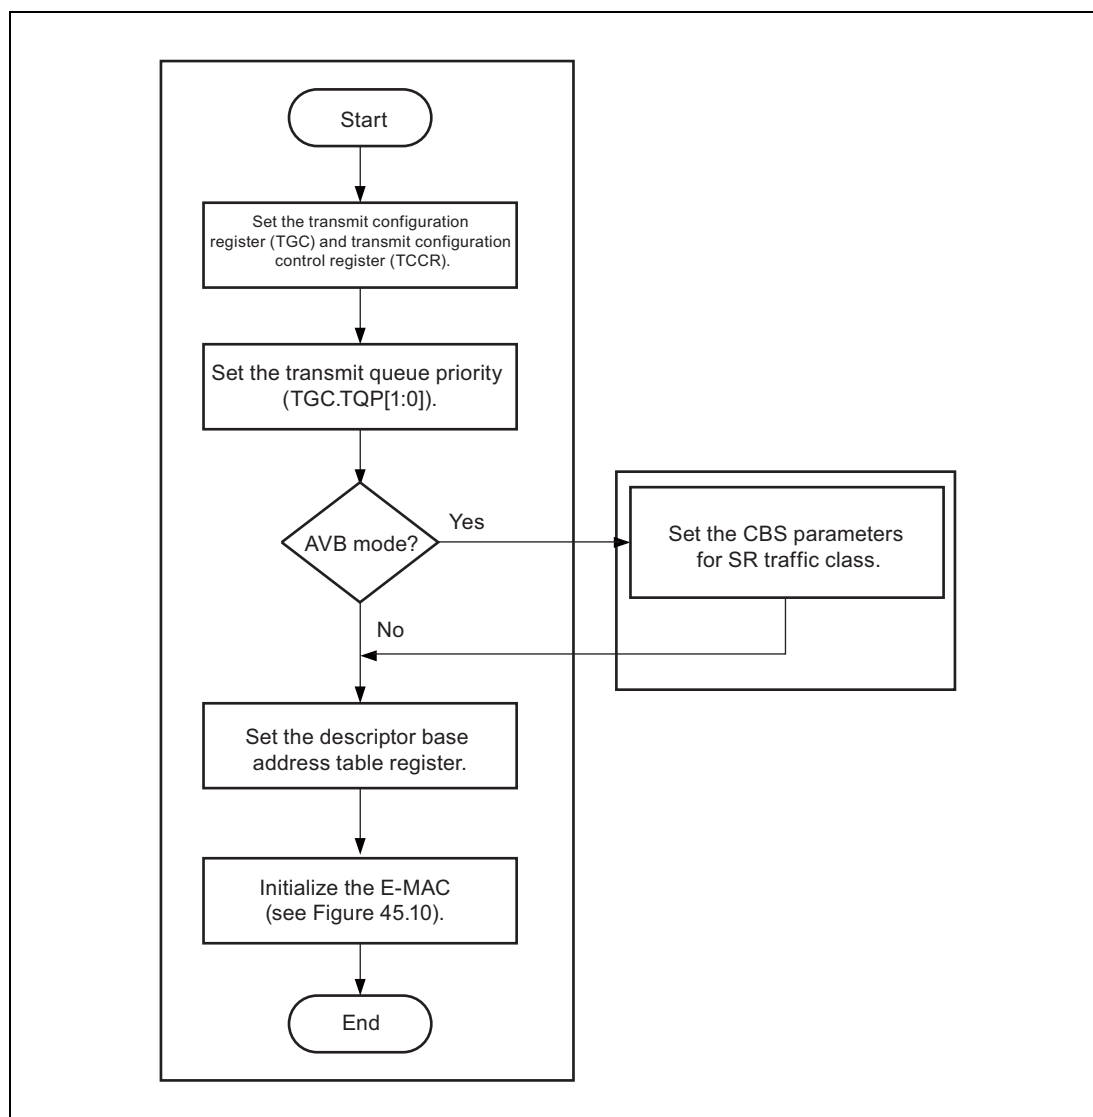 Start
Set the transmit configuration
register (TGC) and transmit configuration
control register (TCCR).
Set the transmit queue priority
(TGC.TQP[1:0]).
AVB mode?
Yes
Set the CBS parameters
for SR traffic class.
No
Set the descriptor base
address table register.
Initialize the E-MAC
(see Figure 45.10).
End